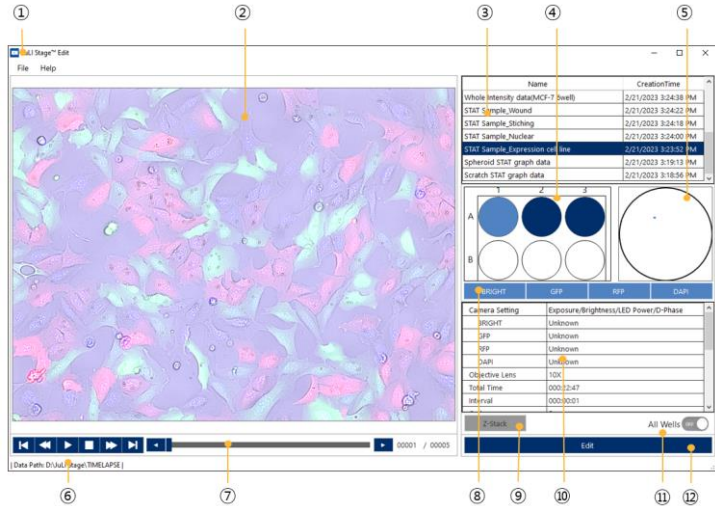 ① ② ③ ④ ⑤
JuLI Stage™ Edit
File Help
Name CreationTime
Whole Intensity data(MCF-7 6well) 2/21/2023 3:24:38 PM
STAT Sample_Wound 2/21/2023 3:24:22 PM
STAT Sample_Stiching 2/21/2023 3:24:18 PM
STAT Sample_Nuclear 2/21/2023 3:24:00 PM
STAT Sample_Expression cell line 2/21/2023 3:23:52 PM
Spheroid STAT graph data 2/21/2023 3:19:13 PM
Scratch STAT graph data 2/21/2023 3:18:56 PM
1 2 3
A
B
BRIGHT GFP RFP DAPI
Camera Setting Exposure/Brightness/LED Power/D-Phase
BRIGHT Unknown
GFP Unknown
RFP Unknown
DAPI Unknown
Objective Lens 10X
Total Time 000:22:47
Interval 000:00:01
Z-Stack All Wells OFF
00001 / 00005 Edit
| Data Path: D:\JuLI Stage\TIMELAPSE |
⑥ ⑦ ⑧ ⑨ ⑩ ⑪ ⑫